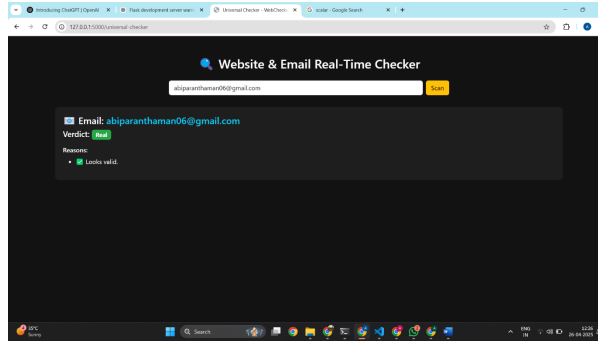 Introducing ChatGPT | OpenAI
Flask development server warn
Universal Checker - WebCheck
scalar - Google Search
127.0.0.1:5000/universal-checker
Website & Email Real-Time Checker
abiparanthaman06@gmail.com
Scan
Email: abiparanthaman06@gmail.com
Verdict: Real
Reasons:
Looks valid.
35°C
Sunny
Search
ENG
IN
12:26
26-04-2025